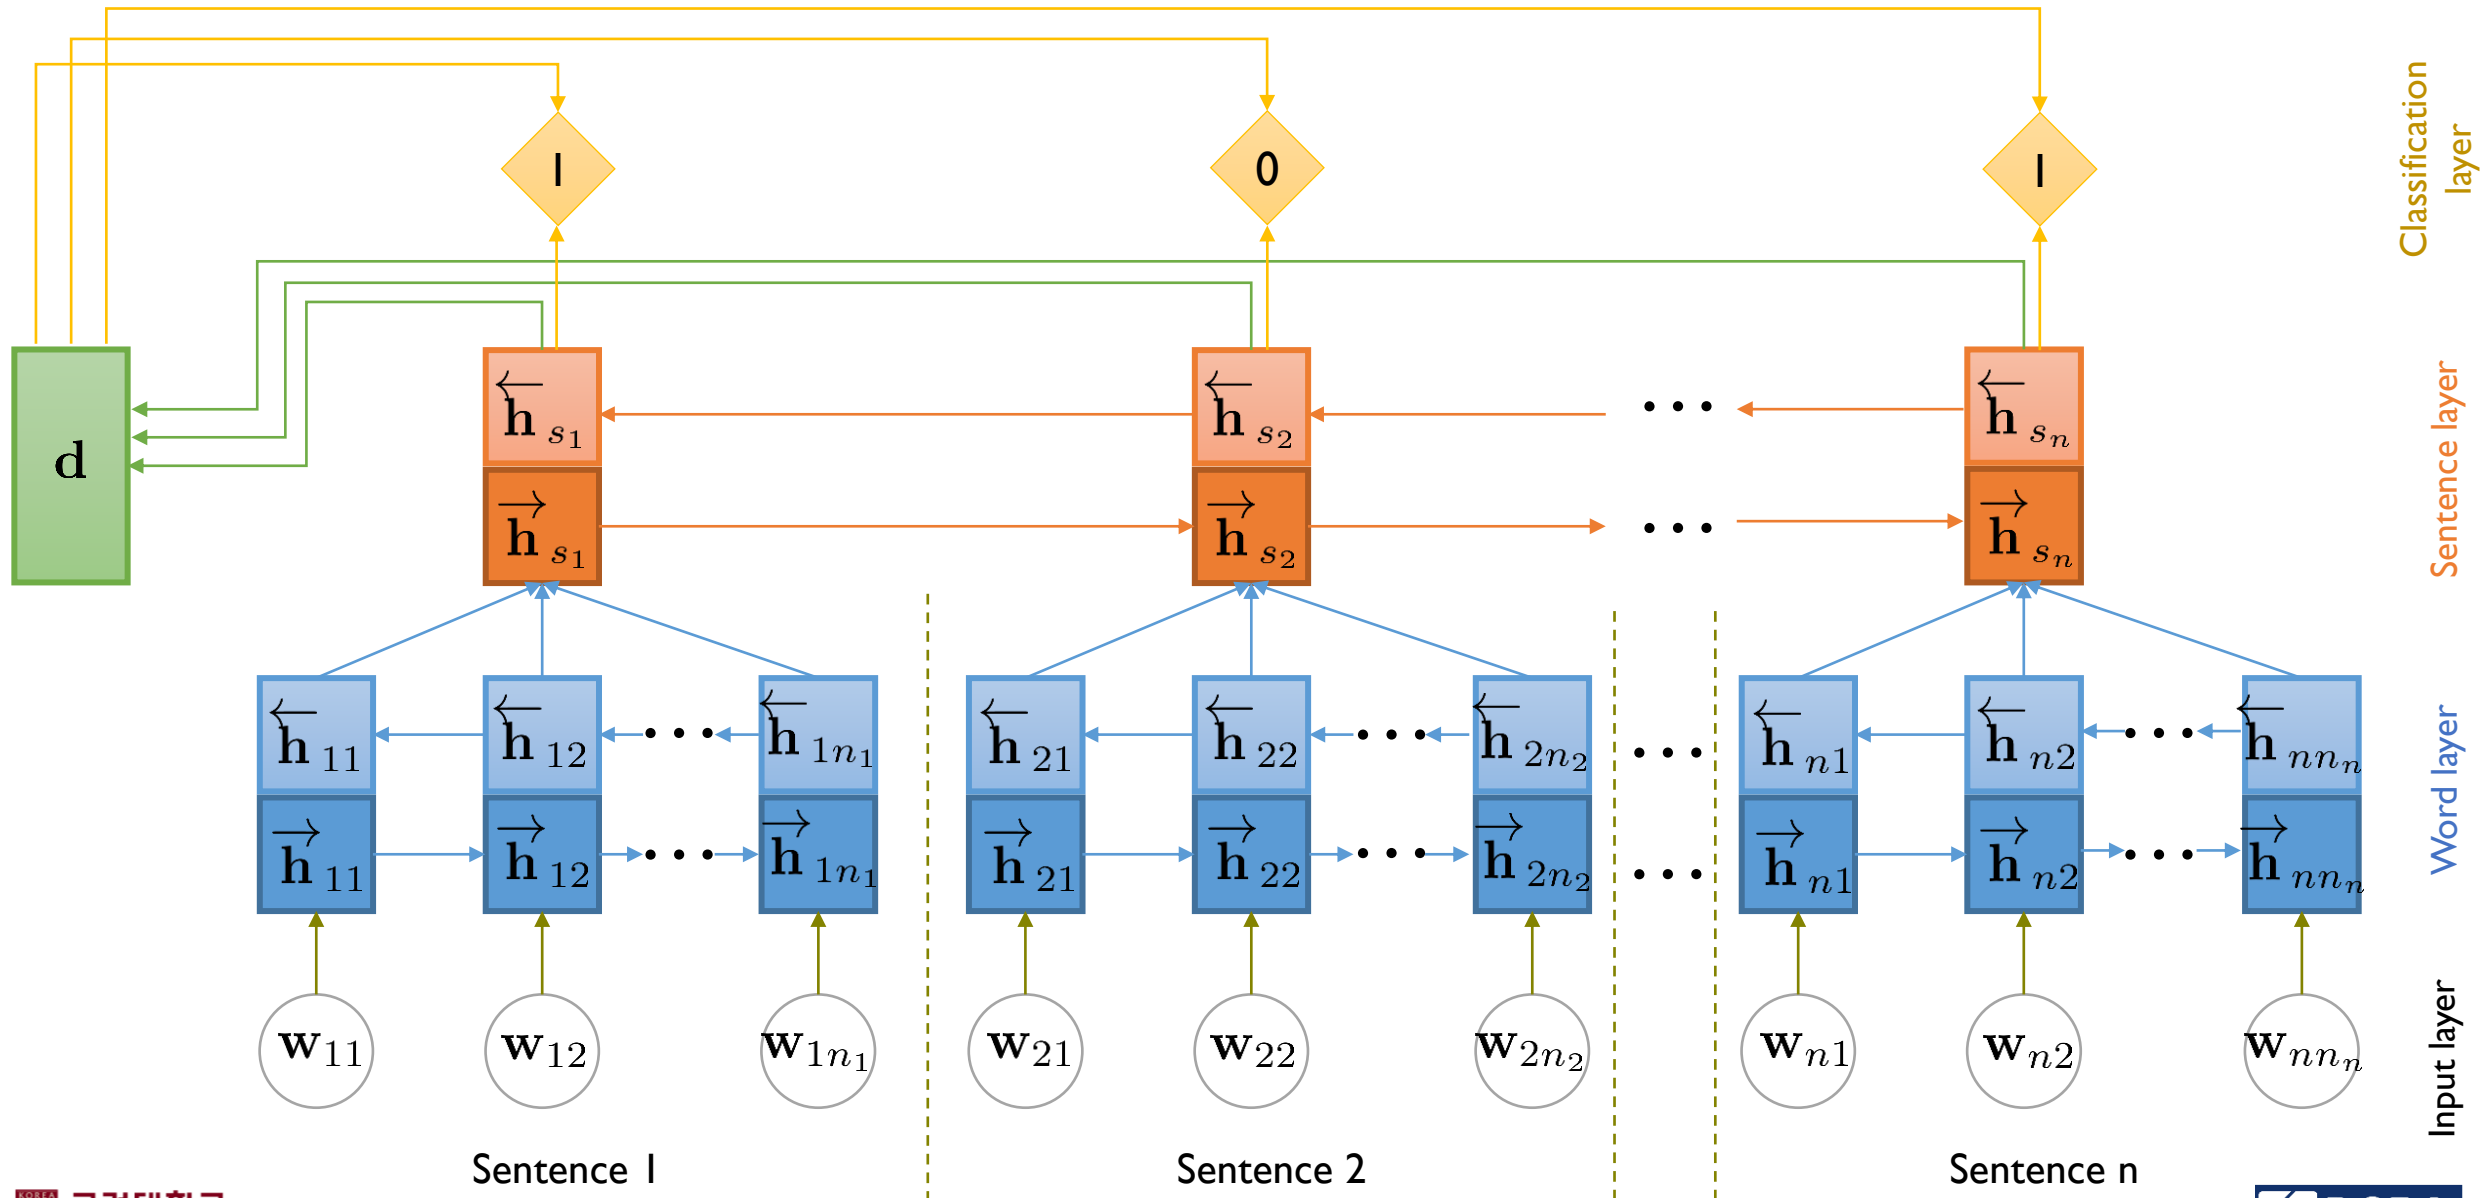 1 0 1
Classification
layer
d
←h s₁ ←h s₂ • • • ←h sₙ
→h s₁ →h s₂ • • • →h sₙ
Sentence layer
←h 11 ←h 12 • • • ←h 1n₁ ←h 21 ←h 22 • • • ←h 2n₂ • • • ←h n1 ←h n2 • • • ←h nnₙ
→h 11 →h 12 • • • →h 1n₁ →h 21 →h 22 • • • →h 2n₂ • • • →h n1 →h n2 • • • →h nnₙ
Word layer
w11 w12 w1n₁ w21 w22 w2n₂ wn1 wn2 wnnₙ
Input layer
Sentence 1 Sentence 2 Sentence n
KOREA